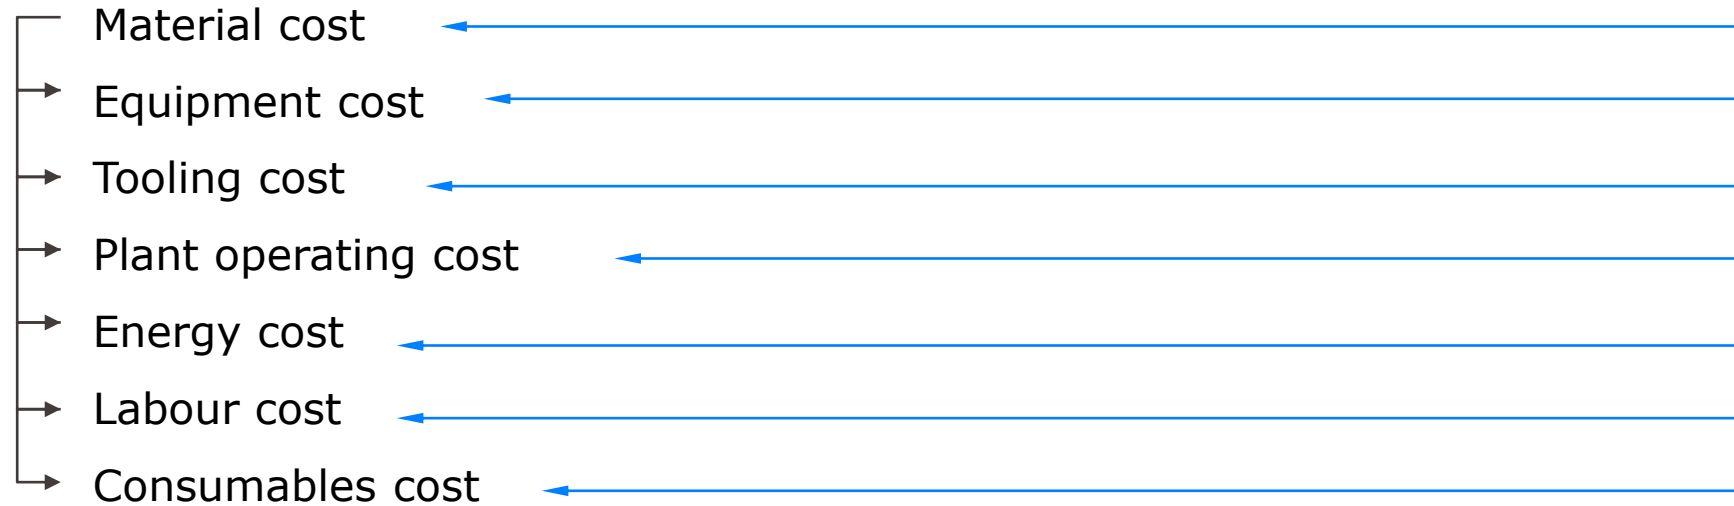 Material cost
Equipment cost
Tooling cost
Plant operating cost
Energy cost
Labour cost
Consumables cost